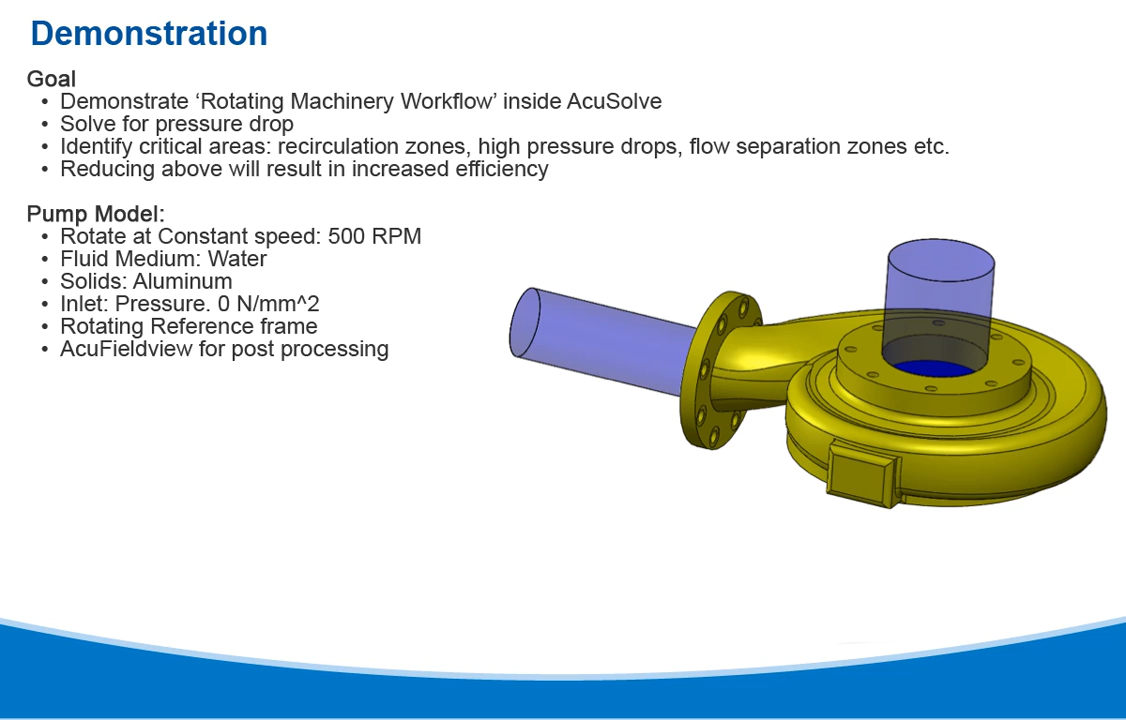 Demonstration
Goal
• Demonstrate ‘Rotating Machinery Workflow’ inside AcuSolve
• Solve for pressure drop
• Identify critical areas: recirculation zones, high pressure drops, flow separation zones etc.
• Reducing above will result in increased efficiency
Pump Model:
• Rotate at Constant speed: 500 RPM
• Fluid Medium: Water
• Solids: Aluminum
• Inlet: Pressure. 0 N/mm^2
• Rotating Reference frame
• AcuFieldview for post processing